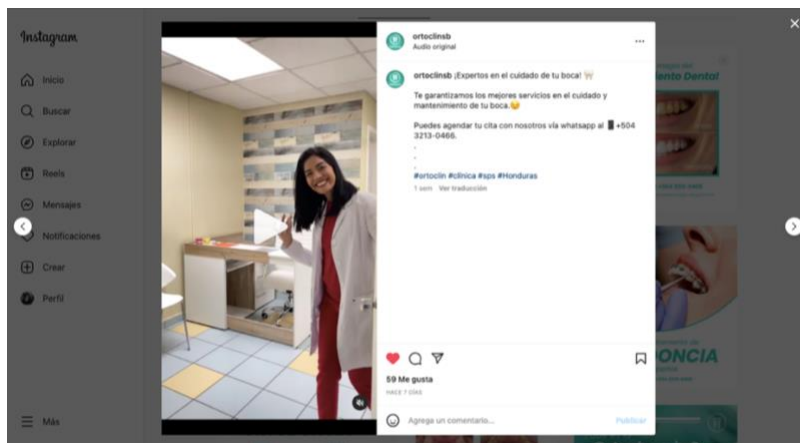 Instagram
Inicio
Buscar
Explorar
Reels
Mensajes
Notificaciones
Crear
Perfil
Más
ortoclinsb
Audio original
ortoclinsb ¡Expertos en el cuidado de tu boca!
Te garantizamos los mejores servicios en el cuidado y
mantenimiento de tu boca.
Puedes agendar tu cita con nosotros vía whatsapp al +504
3213-0466.
.
.
.
#ortoclin #clínica #sps #Honduras
1 sem Ver traducción
59 Me gusta
HACE 7 DÍAS
Agrega un comentario...
Publicar
Dental
ONCIA